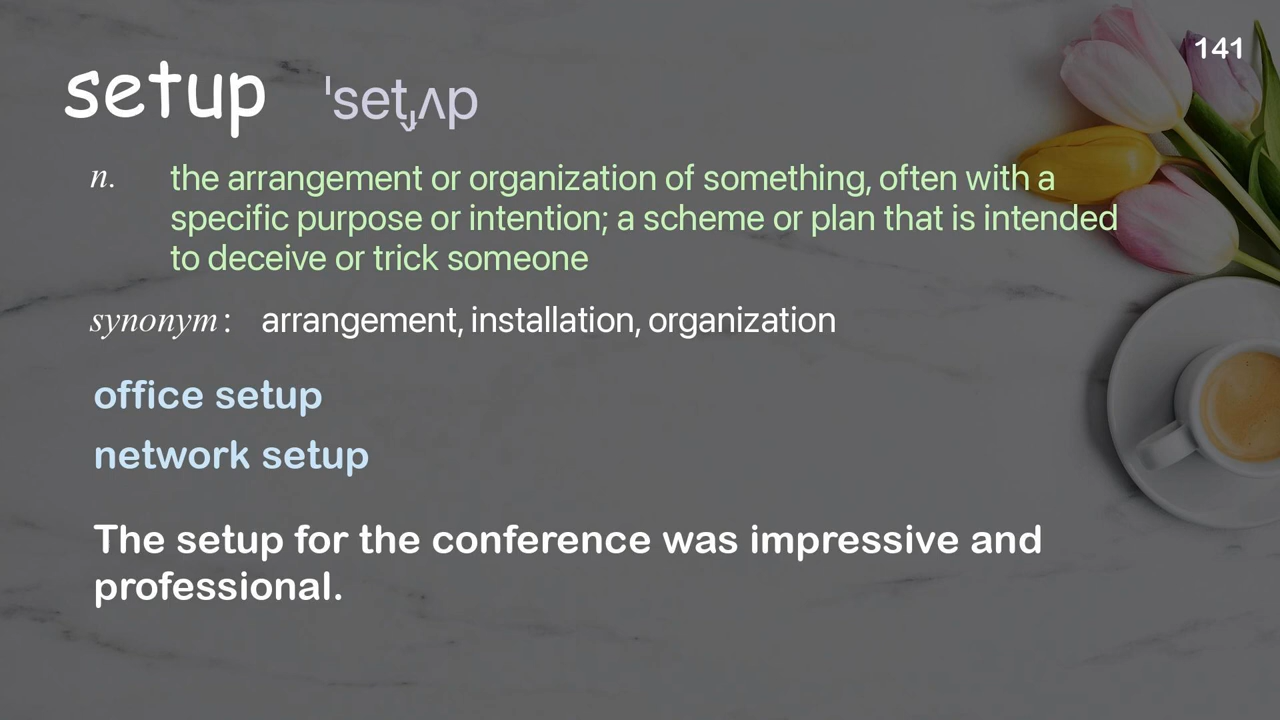 141
setup ˈset̬ˌʌp
n. the arrangement or organization of something, often with a
specific purpose or intention; a scheme or plan that is intended
to deceive or trick someone
synonym: arrangement, installation, organization
office setup
network setup
The setup for the conference was impressive and
professional.